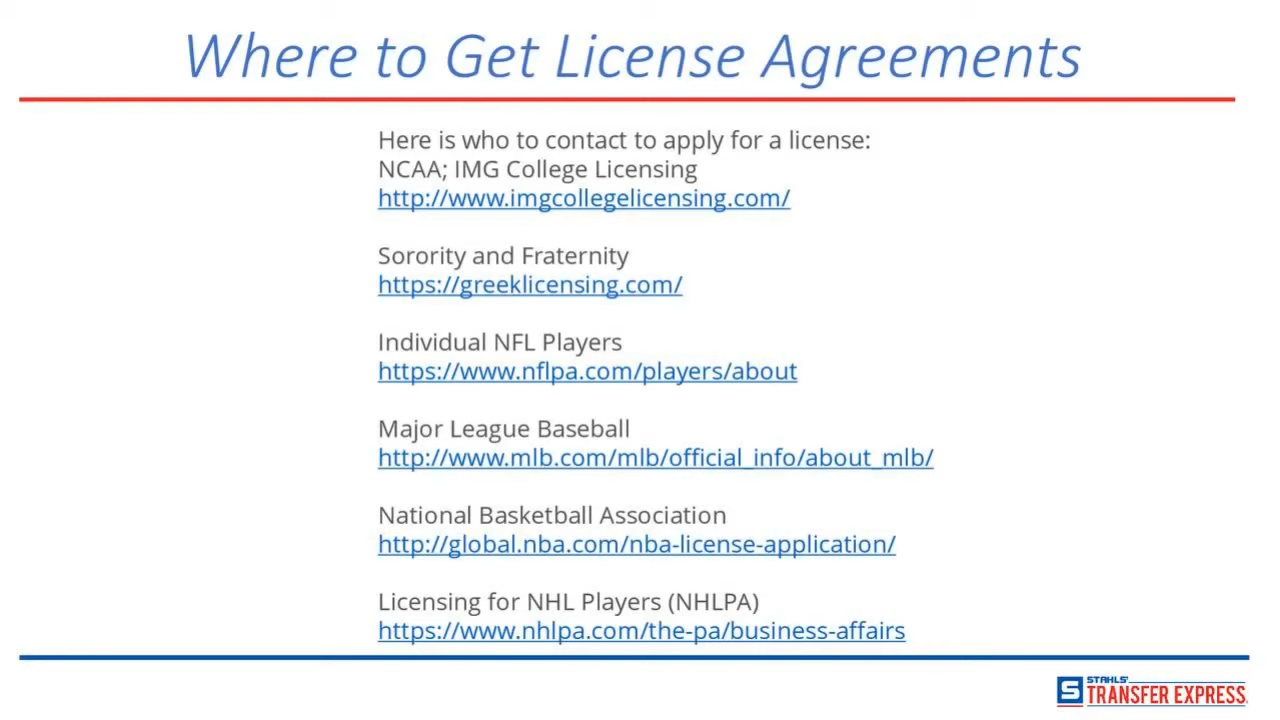 Where to Get License Agreements
Here is who to contact to apply for a license:
NCAA; IMG College Licensing
http://www.imgcollegelicensing.com/
Sorority and Fraternity
https://greeklicensing.com/
Individual NFL Players
https://www.nflpa.com/players/about
Major League Baseball
http://www.mlb.com/mlb/official_info/about_mlb/
National Basketball Association
http://global.nba.com/nba-license-application/
Licensing for NHL Players (NHLPA)
https://www.nhlpa.com/the-pa/business-affairs
S STAHLS'
TRANSFER EXPRESS.